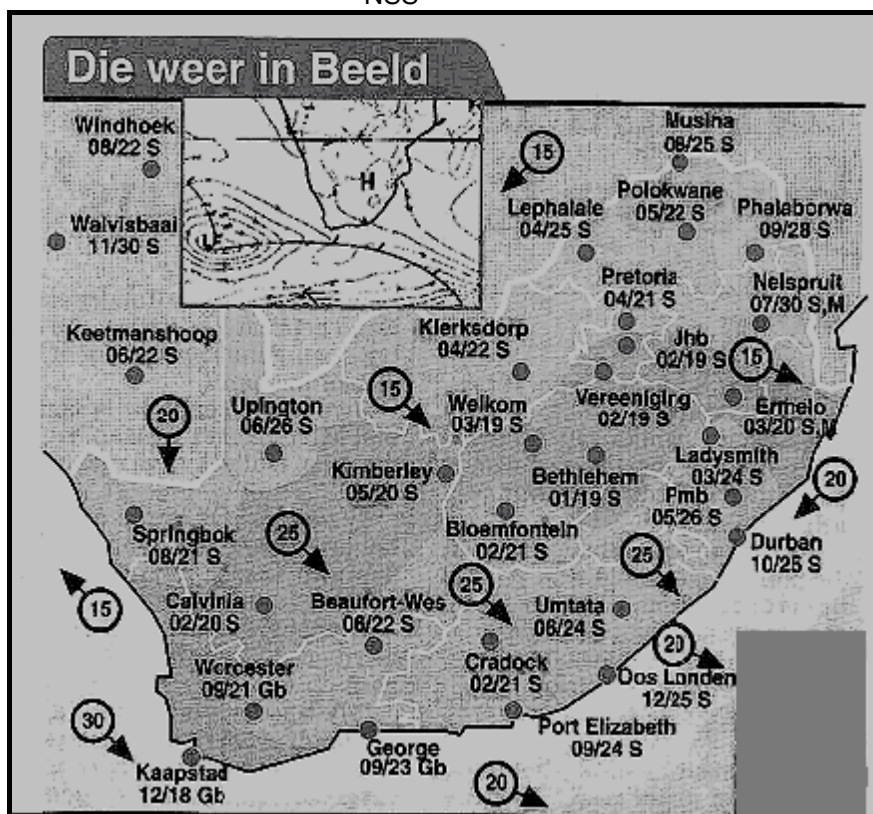 Die weer in Beeld
Windhoek
08/22 S
Walvisbaai
11/30 S
H
L
15
Musina
08/25 S
Polokwane
05/22 S
Lephalale
04/25 S
Phalaborwa
09/28 S
Pretoria
04/21 S
Nelspruit
07/30 S,M
Keetmanshoop
06/22 S
Klerksdorp
04/22 S
Jhb
02/19 S
15
20
Upington
06/26 S
15
Welkom
03/19 S
Vereeniging
02/19 S
Ermelo
03/20 S,M
Kimberley
05/20 S
Bethlehem
01/19 S
Ladysmith
03/24 S
Pmb
05/26 S
20
Springbok
08/21 S
25
Bloemfontein
02/21 S
25
Durban
10/25 S
15
Calvinia
02/20 S
Beaufort-Wes
06/22 S
25
Umtata
06/24 S
20
Worcester
09/21 Gb
Cradock
02/21 S
Oos Londen
12/25 S
30
Kaapstad
12/18 Gb
George
09/23 Gb
Port Elizabeth
09/24 S
20